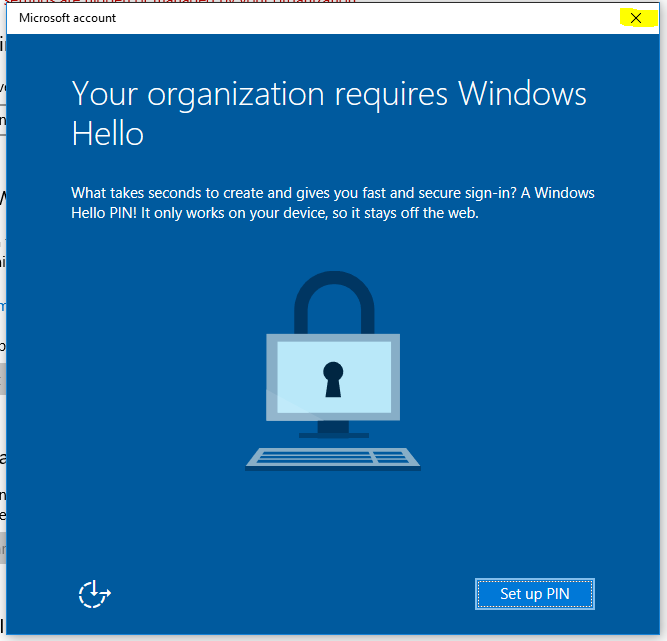 Microsoft account
Your organization requires Windows
Hello
What takes seconds to create and gives you fast and secure sign-in? A Windows
Hello PIN! It only works on your device, so it stays off the web.
Set up PIN